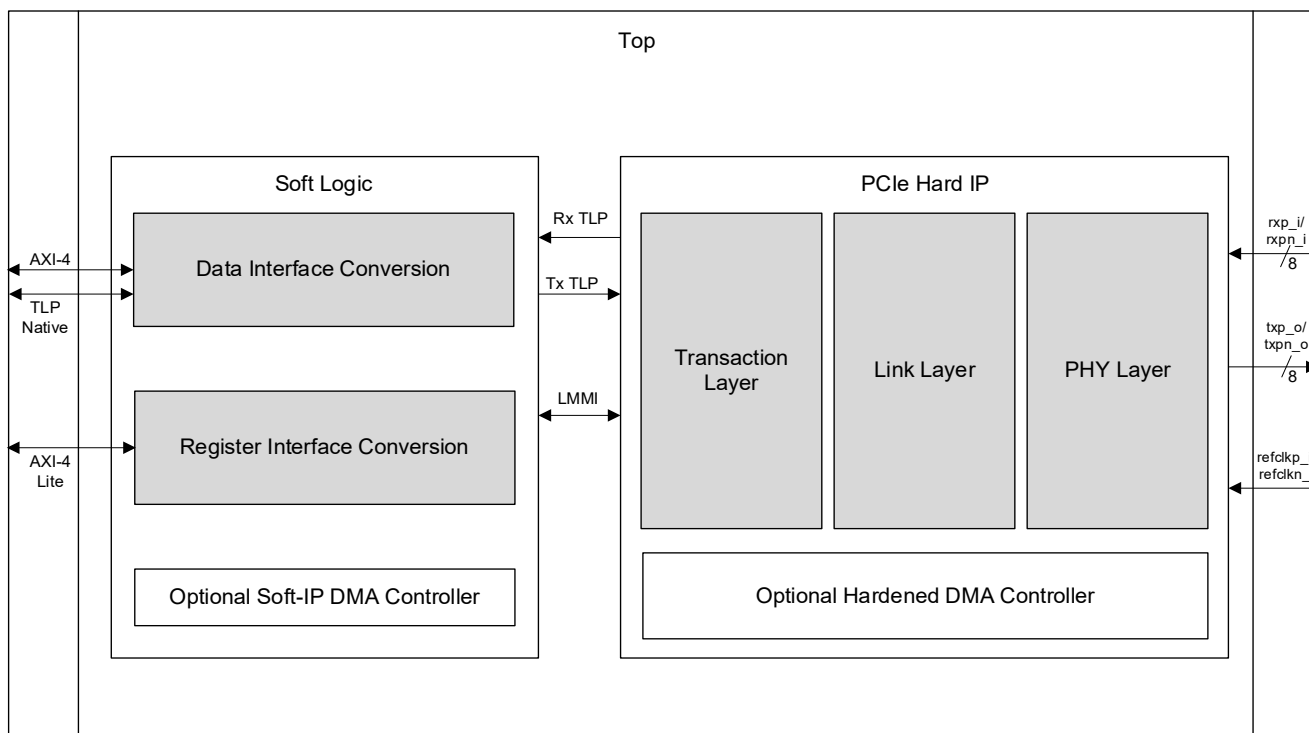 Top
Soft Logic
PCIe Hard IP
Data Interface Conversion
Register Interface Conversion
Optional Soft-IP DMA Controller
AXI-4
TLP
Native
AXI-4
Lite
Rx TLP
Tx TLP
LMMI
Transaction
Layer
Link Layer
PHY Layer
Optional Hardened DMA Controller
rxp_i/
rxpn_i
8
txp_o/
txpn_o
8
refclkp_
refclkn_